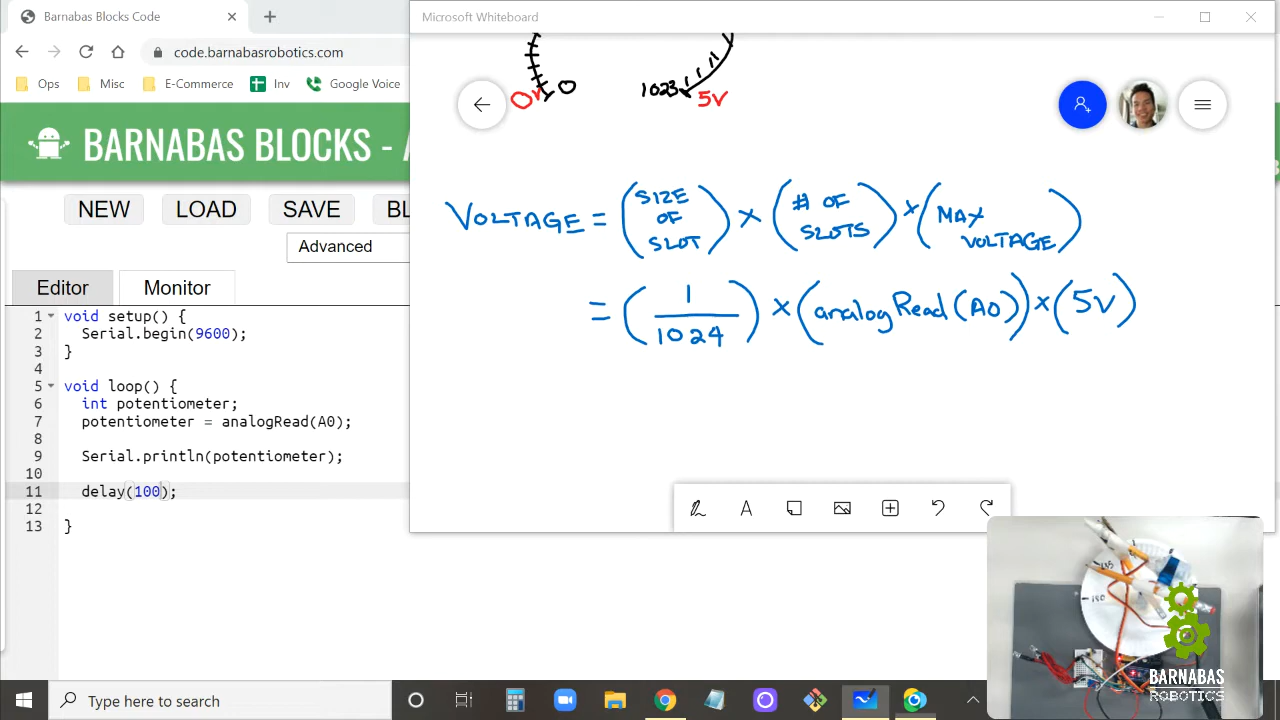 Barnabas Blocks Code
code.barnabasrobotics.com
Ops
Misc
E-Commerce
Inv
Google Voice
BARNABAS BLOCKS - A
NEW
LOAD
SAVE
BL
Advanced
Editor
Monitor
1 void setup() {
2 Serial.begin(9600);
3 }
4
5 void loop() {
6 int potentiometer;
7 potentiometer = analogRead(A0);
8
9 Serial.println(potentiometer);
10
11 delay(100);
12
13 }
Microsoft Whiteboard
0V 0 1023 5V
VOLTAGE = (SIZE OF SLOT) × (# OF SLOTS) × (MAX VOLTAGE)
= (1/1024) × (analogRead(A0)) × (5V)
135
180
BARNABAS
ROBOTICS
Type here to search